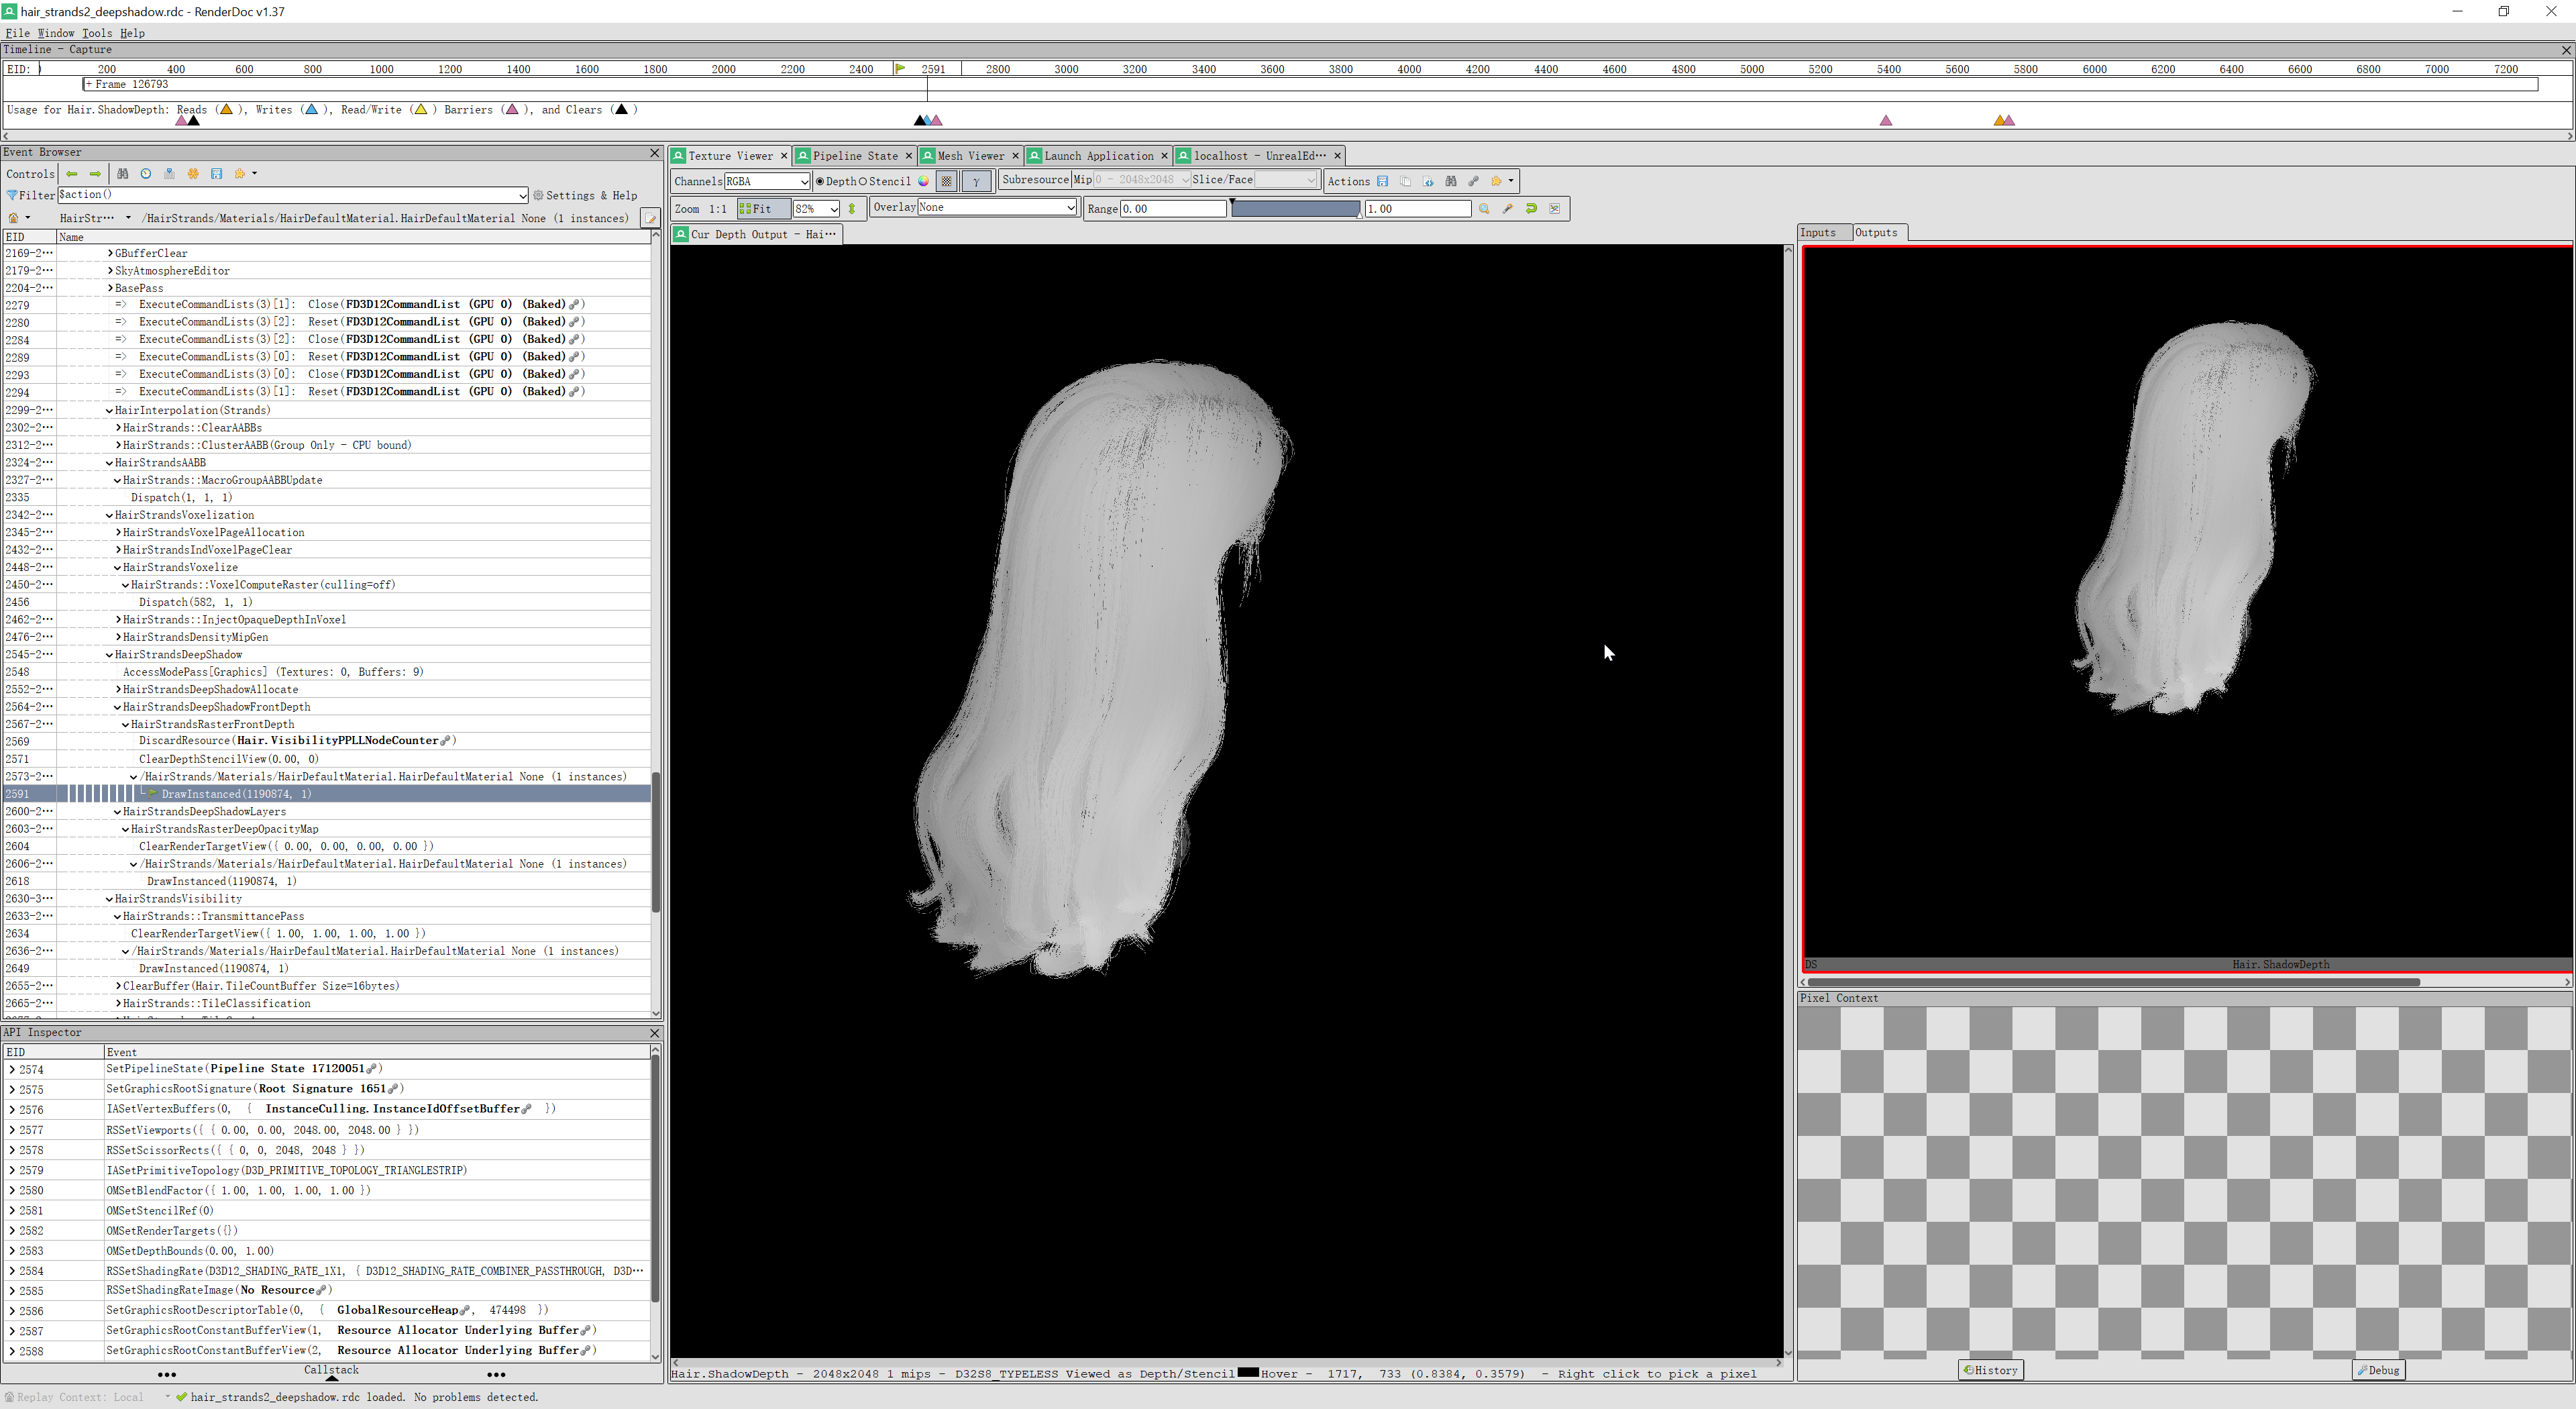 hair_strands2_deepshadow.rdc - RenderDoc v1.37
File Window Tools Help
Timeline - Capture
EID: 200 400 600 800 1000 1200 1400 1600 1800 2000 2200 2400 2591 2800 3000 3200 3400 3600 3800 4000 4200 4400 4600 4800 5000 5200 5400 5600 5800 6000 6200 6400 6600 6800 7000 7200
+ Frame 126793
Usage for Hair.ShadowDepth: Reads ( ), Writes ( ), Read/Write ( ) Barriers ( ), and Clears ( )
Event Browser
Controls
Filter $action() Settings & Help
HairStr··· /HairStrands/Materials/HairDefaultMaterial.HairDefaultMaterial None (1 instances)
EID Name
2169-2··· GBufferClear
2179-2··· SkyAtmosphereEditor
2204-2··· BasePass
2279 => ExecuteCommandLists(3)[1]: Close(FD3D12CommandList (GPU 0) (Baked))
2280 => ExecuteCommandLists(3)[2]: Reset(FD3D12CommandList (GPU 0) (Baked))
2284 => ExecuteCommandLists(3)[2]: Close(FD3D12CommandList (GPU 0) (Baked))
2289 => ExecuteCommandLists(3)[0]: Reset(FD3D12CommandList (GPU 0) (Baked))
2293 => ExecuteCommandLists(3)[0]: Close(FD3D12CommandList (GPU 0) (Baked))
2294 => ExecuteCommandLists(3)[1]: Reset(FD3D12CommandList (GPU 0) (Baked))
2299-2··· HairInterpolation(Strands)
2302-2··· HairStrands::ClearAABBs
2312-2··· HairStrands::ClusterAABB(Group Only - CPU bound)
2324-2··· HairStrandsAABB
2327-2··· HairStrands::MacroGroupAABBUpdate
2335 Dispatch(1, 1, 1)
2342-2··· HairStrandsVoxelization
2345-2··· HairStrandsVoxelPageAllocation
2432-2··· HairStrandsIndVoxelPageClear
2448-2··· HairStrandsVoxelize
2450-2··· HairStrands::VoxelComputeRaster(culling=off)
2456 Dispatch(582, 1, 1)
2462-2··· HairStrands::InjectOpaqueDepthInVoxel
2476-2··· HairStrandsDensityMipGen
2545-2··· HairStrandsDeepShadow
2548 AccessModePass[Graphics] (Textures: 0, Buffers: 9)
2552-2··· HairStrandsDeepShadowAllocate
2564-2··· HairStrandsDeepShadowFrontDepth
2567-2··· HairStrandsRasterFrontDepth
2569 DiscardResource(Hair.VisibilityPPLLNodeCounter)
2571 ClearDepthStencilView(0.00, 0)
2573-2··· /HairStrands/Materials/HairDefaultMaterial.HairDefaultMaterial None (1 instances)
2591 DrawInstanced(1190874, 1)
2600-2··· HairStrandsDeepShadowLayers
2603-2··· HairStrandsRasterDeepOpacityMap
2604 ClearRenderTargetView({ 0.00, 0.00, 0.00, 0.00 })
2606-2··· /HairStrands/Materials/HairDefaultMaterial.HairDefaultMaterial None (1 instances)
2618 DrawInstanced(1190874, 1)
2630-3··· HairStrandsVisibility
2633-2··· HairStrands::TransmittancePass
2634 ClearRenderTargetView({ 1.00, 1.00, 1.00, 1.00 })
2636-2··· /HairStrands/Materials/HairDefaultMaterial.HairDefaultMaterial None (1 instances)
2649 DrawInstanced(1190874, 1)
2655-2··· ClearBuffer(Hair.TileCountBuffer Size=16bytes)
2665-2··· HairStrands::TileClassification
API Inspector
EID Event
2574 SetPipelineState(Pipeline State 17120051)
2575 SetGraphicsRootSignature(Root Signature 1651)
2576 IASetVertexBuffers(0, { InstanceCulling.InstanceIdOffsetBuffer })
2577 RSSetViewports({ { 0.00, 0.00, 2048.00, 2048.00 } })
2578 RSSetScissorRects({ { 0, 0, 2048, 2048 } })
2579 IASetPrimitiveTopology(D3D_PRIMITIVE_TOPOLOGY_TRIANGLESTRIP)
2580 OMSetBlendFactor({ 1.00, 1.00, 1.00, 1.00 })
2581 OMSetStencilRef(0)
2582 OMSetRenderTargets({})
2583 OMSetDepthBounds(0.00, 1.00)
2584 RSSetShadingRate(D3D12_SHADING_RATE_1X1, { D3D12_SHADING_RATE_COMBINER_PASSTHROUGH, D3D···
2585 RSSetShadingRateImage(No Resource)
2586 SetGraphicsRootDescriptorTable(0, { GlobalResourceHeap, 474498 })
2587 SetGraphicsRootConstantBufferView(1, Resource Allocator Underlying Buffer)
2588 SetGraphicsRootConstantBufferView(2, Resource Allocator Underlying Buffer)
Callstack
Replay Context: Local hair_strands2_deepshadow.rdc loaded. No problems detected.
Texture Viewer Pipeline State Mesh Viewer Launch Application localhost - UnrealEd···
Channels RGBA Depth Stencil γ Subresource Mip 0 - 2048x2048 Slice/Face Actions
Zoom 1:1 Fit 82% Overlay None Range 0.00 1.00
Cur Depth Output - Hai···
Hair.ShadowDepth - 2048x2048 1 mips - D32S8_TYPELESS Viewed as Depth/Stencil Hover - 1717, 733 (0.8384, 0.3579) - Right click to pick a pixel
Inputs Outputs
DS Hair.ShadowDepth
Pixel Context
History Debug